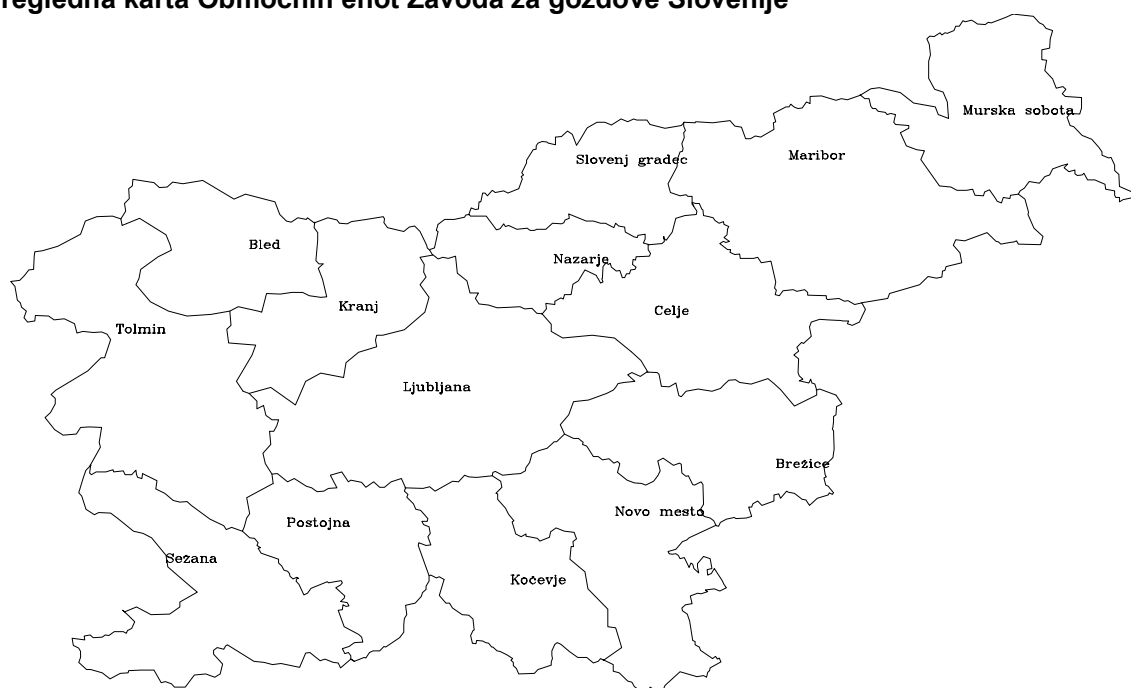 regledna karta Območnih enot Zavoda za gozdove Slovenije
Murska sobota
Maribor
Slovenj gradec
Bled
Nazarje
Kranj
Celje
Tolmin
Ljubljana
Brežice
Novo mesto
Postojna
Sežana
Kočevje